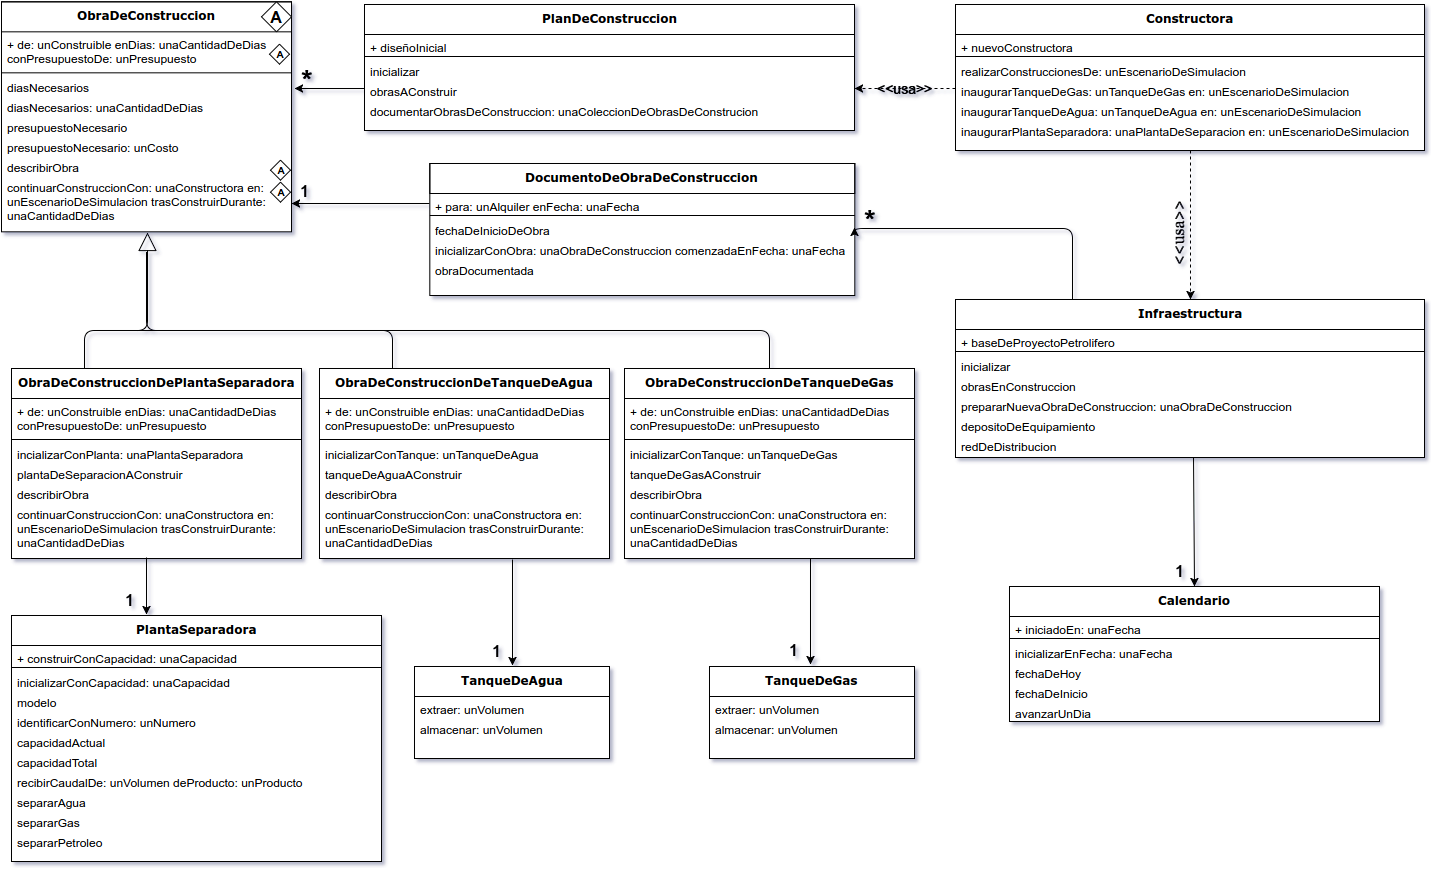 ObraDeConstruccion
A
+ de: unConstruible enDias: unaCantidadDeDias
conPresupuestoDe: unPresupuesto
A
diasNecesarios
diasNecesarios: unaCantidadDeDias
presupuestoNecesario
presupuestoNecesario: unCosto
describirObra
A
continuarConstruccionCon: unaConstructora en:
unEscenarioDeSimulacion trasConstruirDurante:
unaCantidadDeDias
A
*
1
PlanDeConstruccion
+ diseñoInicial
inicializar
obrasAConstruir
documentarObrasDeConstruccion: unaColeccionDeObrasDeConstrucion
<<usa>>
Constructora
+ nuevoConstructora
realizarConstruccionesDe: unEscenarioDeSimulacion
inaugurarTanqueDeGas: unTanqueDeGas en: unEscenarioDeSimulacion
inaugurarTanqueDeAgua: unTanqueDeAgua en: unEscenarioDeSimulacion
inaugurarPlantaSeparadora: unaPlantaDeSeparacion en: unEscenarioDeSimulacion
DocumentoDeObraDeConstruccion
+ para: unAlquiler enFecha: unaFecha
fechaDeInicioDeObra
inicializarConObra: unaObraDeConstruccion comenzadaEnFecha: unaFecha
obraDocumentada
*
<<usa>>
Infraestructura
+ baseDeProyectoPetrolifero
inicializar
obrasEnConstruccion
prepararNuevaObraDeConstruccion: unaObraDeConstruccion
depositoDeEquipamiento
redDeDistribucion
ObraDeConstruccionDePlantaSeparadora
+ de: unConstruible enDias: unaCantidadDeDias
conPresupuestoDe: unPresupuesto
incializarConPlanta: unaPlantaSeparadora
plantaDeSeparacionAConstruir
describirObra
continuarConstruccionCon: unaConstructora en:
unEscenarioDeSimulacion trasConstruirDurante:
unaCantidadDeDias
ObraDeConstruccionDeTanqueDeAgua
+ de: unConstruible enDias: unaCantidadDeDias
conPresupuestoDe: unPresupuesto
inicializarConTanque: unTanqueDeAgua
tanqueDeAguaAConstruir
describirObra
continuarConstruccionCon: unaConstructora en:
unEscenarioDeSimulacion trasConstruirDurante:
unaCantidadDeDias
ObraDeConstruccionDeTanqueDeGas
+ de: unConstruible enDias: unaCantidadDeDias
conPresupuestoDe: unPresupuesto
inicializarConTanque: unTanqueDeGas
tanqueDeGasAConstruir
describirObra
continuarConstruccionCon: unaConstructora en:
unEscenarioDeSimulacion trasConstruirDurante:
unaCantidadDeDias
1
1
1
1
PlantaSeparadora
+ construirConCapacidad: unaCapacidad
inicializarConCapacidad: unaCapacidad
modelo
identificarConNumero: unNumero
capacidadActual
capacidadTotal
recibirCaudalDe: unVolumen deProducto: unProducto
separarAgua
separarGas
separarPetroleo
TanqueDeAgua
extraer: unVolumen
almacenar: unVolumen
TanqueDeGas
extraer: unVolumen
almacenar: unVolumen
Calendario
+ iniciadoEn: unaFecha
inicializarEnFecha: unaFecha
fechaDeHoy
fechaDeInicio
avanzarUnDia